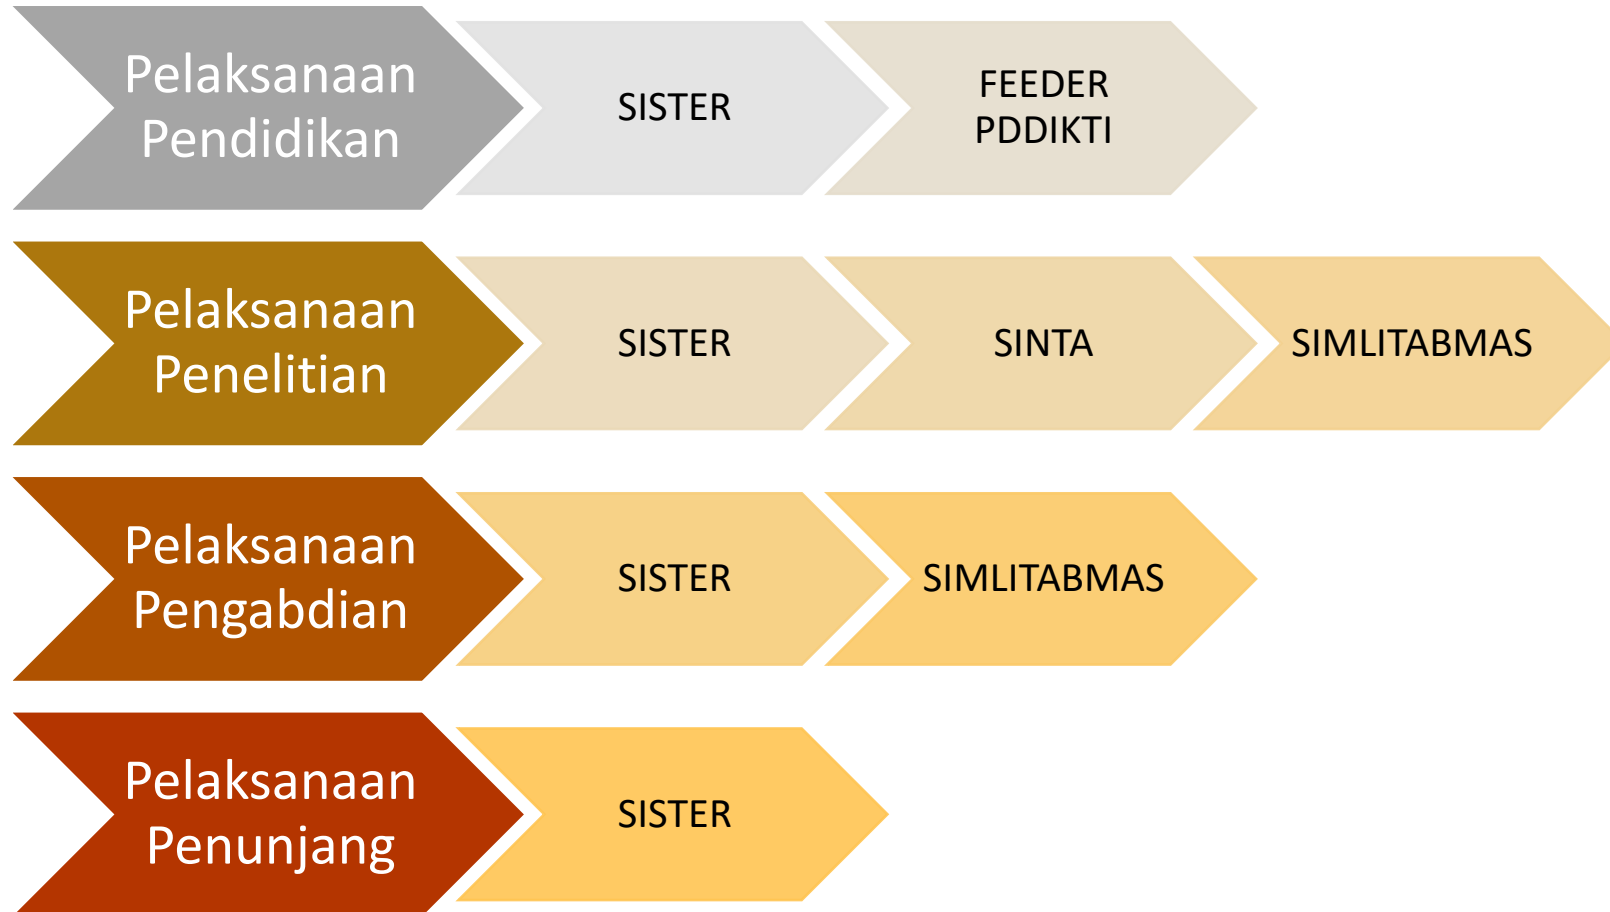 Pelaksanaan
Pendidikan
SISTER
FEEDER
PDDIKTI
Pelaksanaan
Penelitian
SISTER
SINTA
SIMLITABMAS
Pelaksanaan
Pengabdian
SISTER
SIMLITABMAS
Pelaksanaan
Penunjang
SISTER